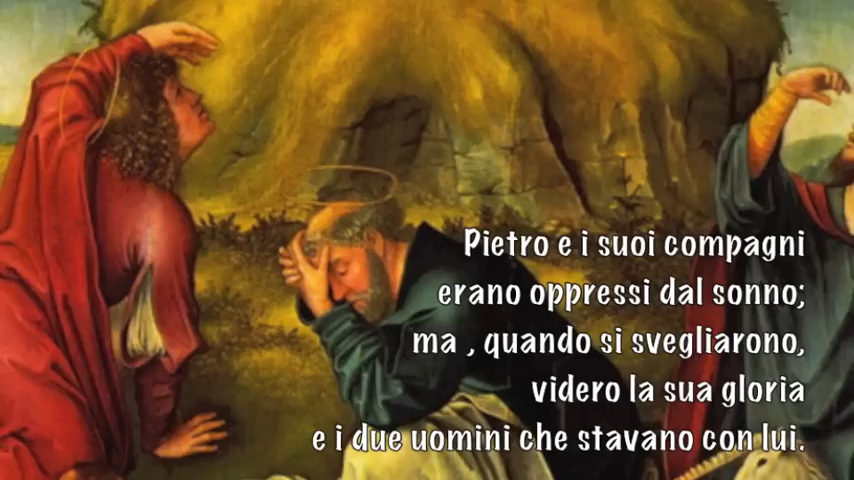 Pietro e i suoi compagni
erano oppressi dal sonno;
ma , quando si svegliarono,
videro la sua gloria
e i due uomini che stavano con lui.